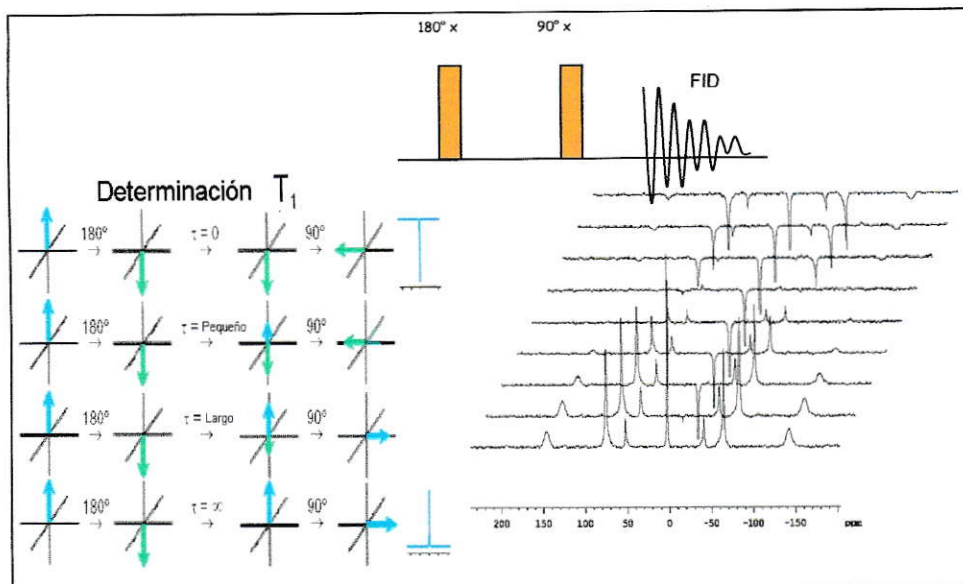 180° x 90° x
FID
Determinación T₁
180° τ = 0 90°
→ → →
180° τ = Pequeño 90°
→ → →
180° τ = Largo 90°
→ → →
180° τ = ∞ 90°
→ → →
200 150 100 50 0 -50 -100 -150 PPM